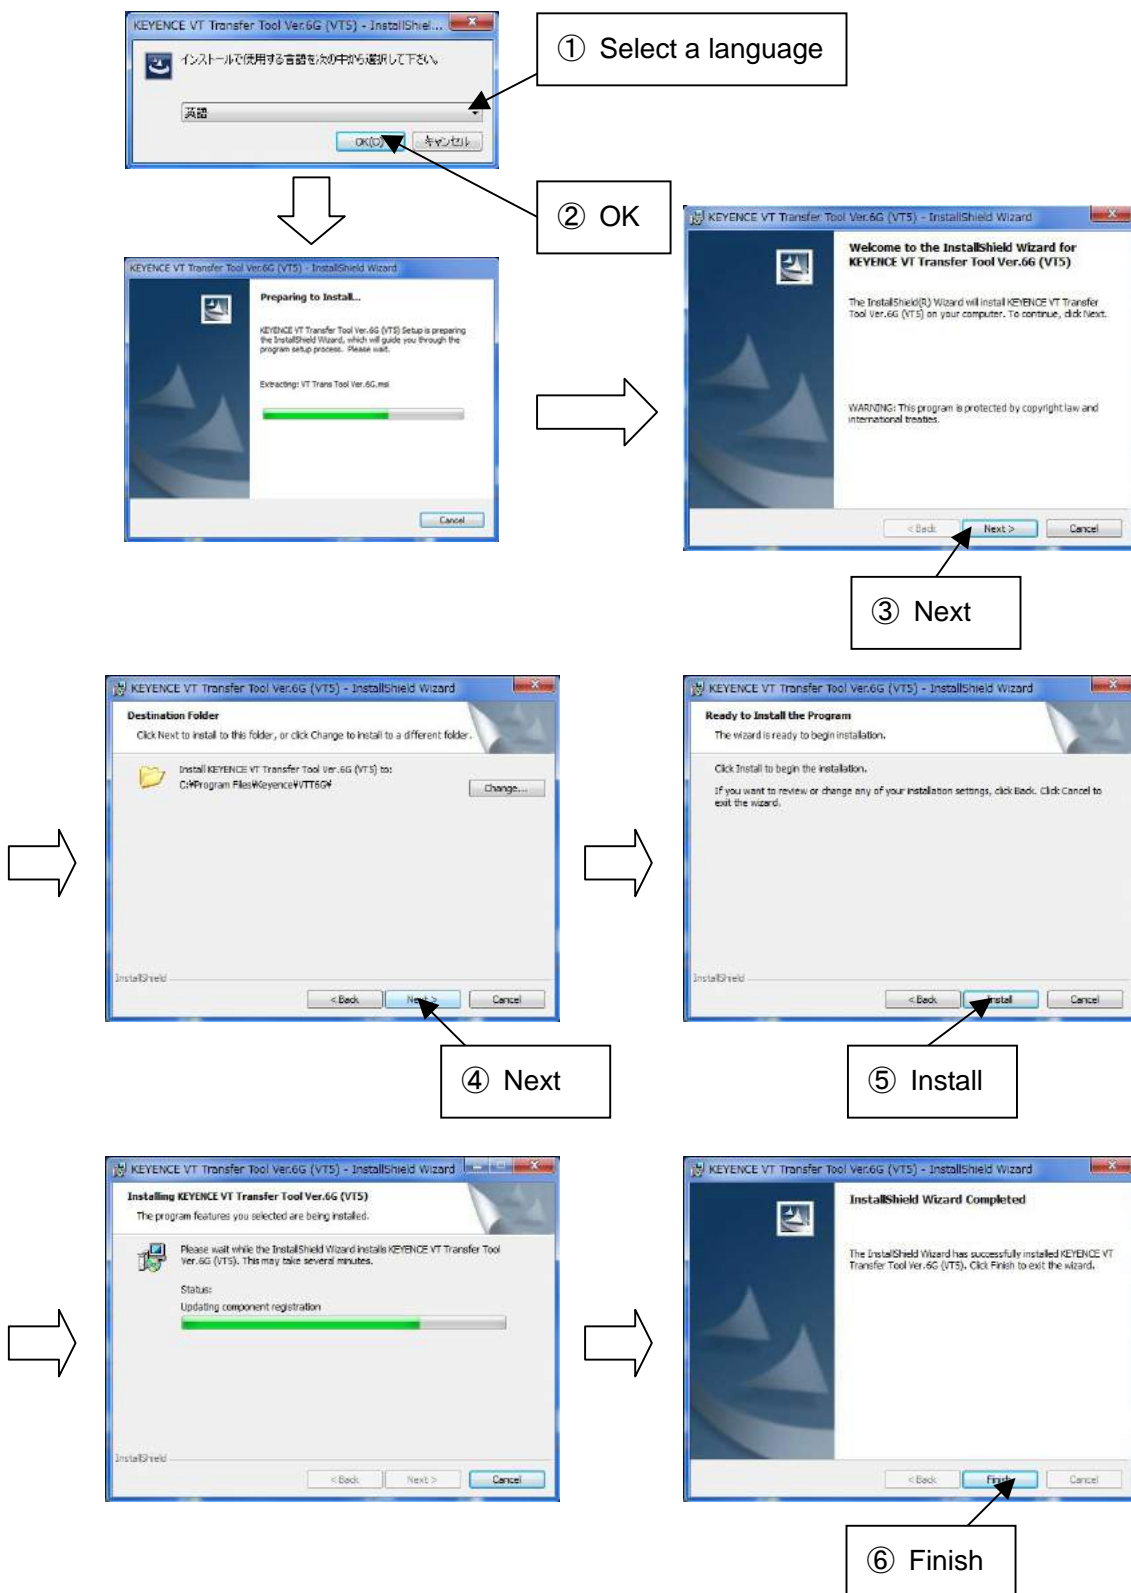 KEYENCE VT Transfer Tool Ver.6G (VT5) - InstallShiel...
インストールで使用する言語を次の中から選択して下さい。
英語
OK(O)
キャンセル
① Select a language
② OK
KEYENCE VT Transfer Tool Ver.6G (VT5) - InstallShield Wizard
Preparing to Install...
KEYENCE VT Transfer Tool Ver.6G (VT5) Setup is preparing
the InstallShield Wizard, which will guide you through the
program setup process. Please wait.
Extracting: VT Trans Tool Ver.6G.msi
Cancel
KEYENCE VT Transfer Tool Ver.6G (VT5) - InstallShield Wizard
Welcome to the InstallShield Wizard for
KEYENCE VT Transfer Tool Ver.6G (VT5)
The InstallShield(R) Wizard will install KEYENCE VT Transfer
Tool Ver.6G (VT5) on your computer. To continue, click Next.
WARNING: This program is protected by copyright law and
international treaties.
< Back
Next >
Cancel
③ Next
KEYENCE VT Transfer Tool Ver.6G (VT5) - InstallShield Wizard
Destination Folder
Click Next to install to this folder, or click Change to install to a different folder.
Install KEYENCE VT Transfer Tool Ver.6G (VT5) to:
C:¥Program Files¥Keyence¥VTT6G¥
Change...
InstallShield
< Back
Next >
Cancel
④ Next
KEYENCE VT Transfer Tool Ver.6G (VT5) - InstallShield Wizard
Ready to Install the Program
The wizard is ready to begin installation.
Click Install to begin the installation.
If you want to review or change any of your installation settings, click Back. Click Cancel to
exit the wizard.
InstallShield
< Back
Install
Cancel
⑤ Install
KEYENCE VT Transfer Tool Ver.6G (VT5) - InstallShield Wizard
Installing KEYENCE VT Transfer Tool Ver.6G (VT5)
The program features you selected are being installed.
Please wait while the InstallShield Wizard installs KEYENCE VT Transfer Tool
Ver.6G (VT5). This may take several minutes.
Status:
Updating component registration
InstallShield
< Back
Next >
Cancel
KEYENCE VT Transfer Tool Ver.6G (VT5) - InstallShield Wizard
InstallShield Wizard Completed
The InstallShield Wizard has successfully installed KEYENCE VT
Transfer Tool Ver.6G (VT5). Click Finish to exit the wizard.
< Back
Finish
Cancel
⑥ Finish